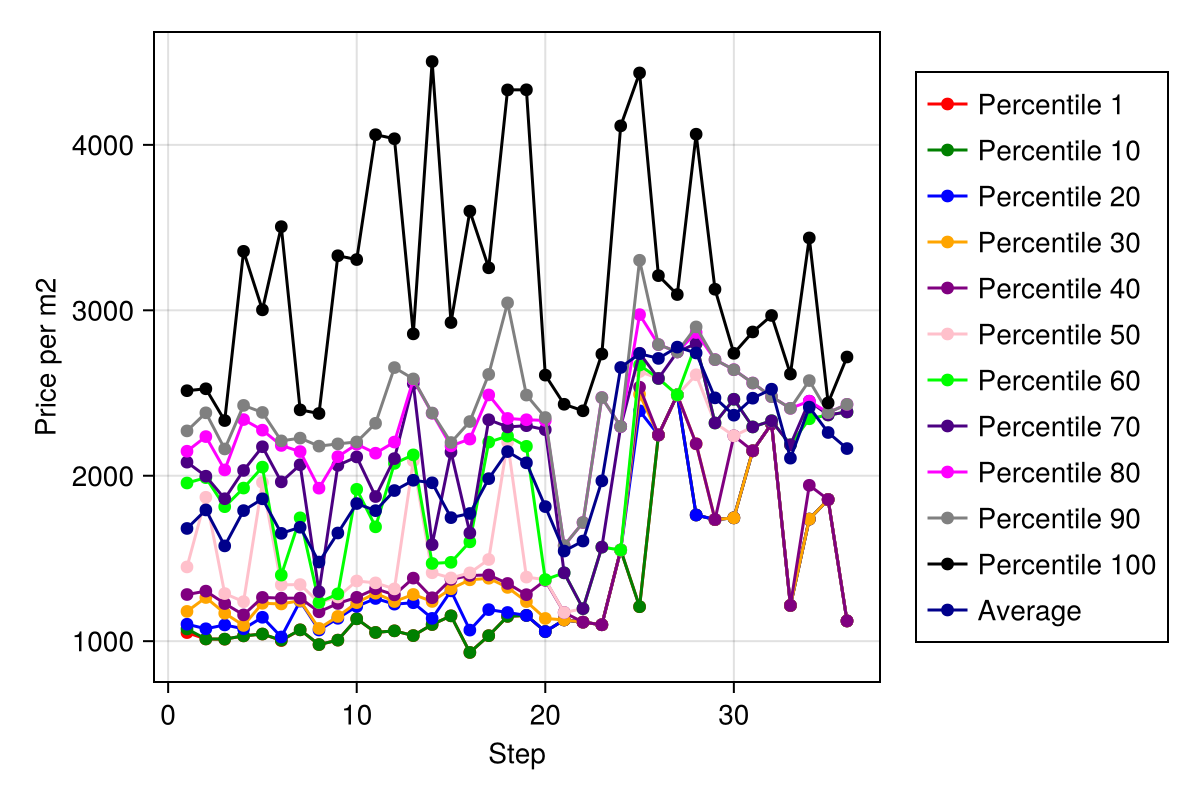 Price per m2
4000
3000
2000
1000
0
10
20
30
Step
Percentile 1
Percentile 10
Percentile 20
Percentile 30
Percentile 40
Percentile 50
Percentile 60
Percentile 70
Percentile 80
Percentile 90
Percentile 100
Average